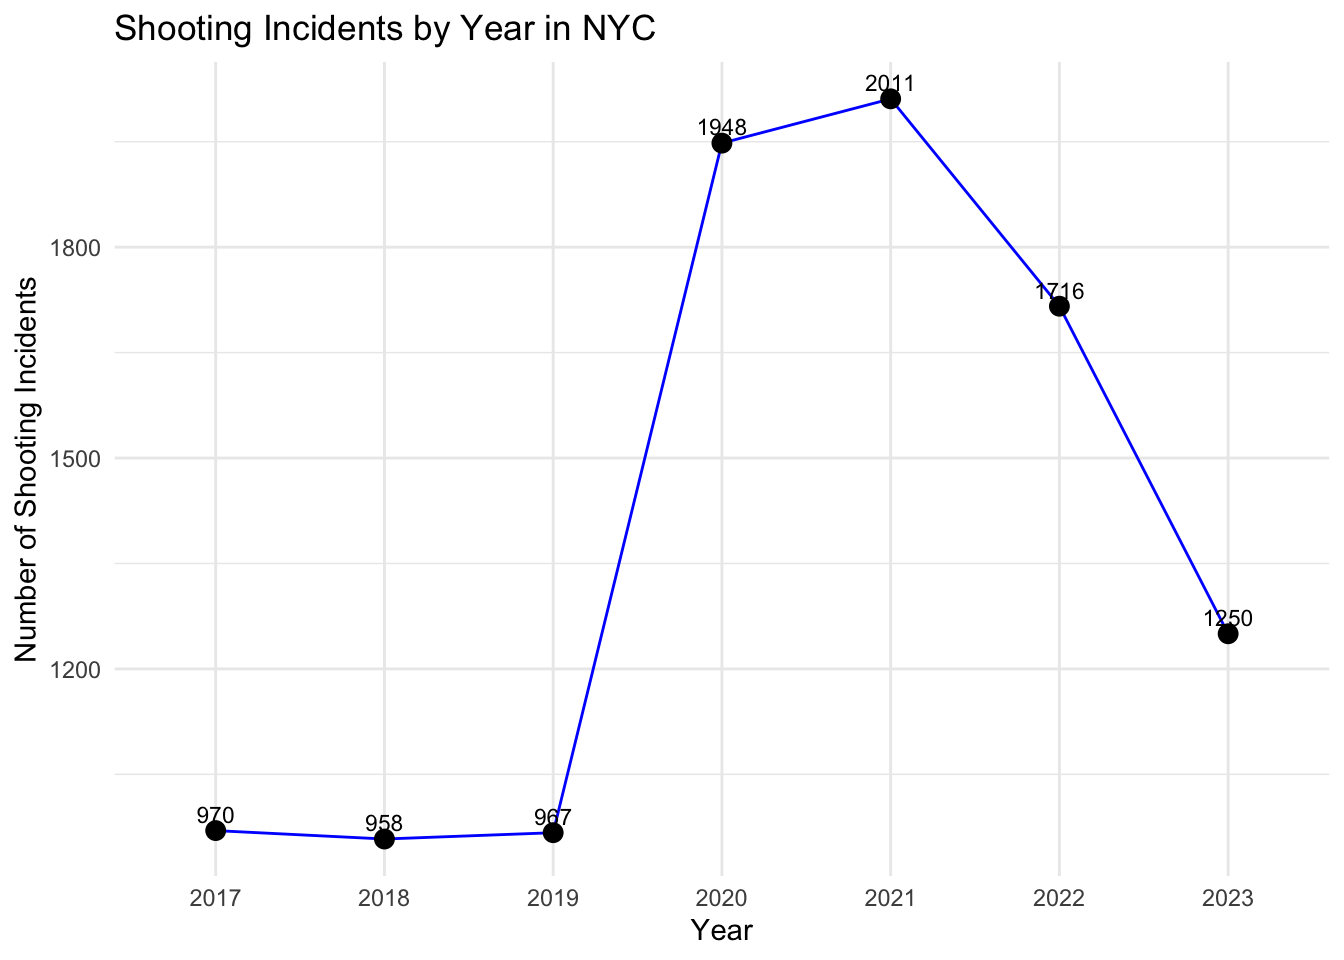 Shooting Incidents by Year in NYC
2011
1948
1800
1716
Number of Shooting Incidents
1500
1250
1200
970
958
967
2017 2018 2019 2020 2021 2022 2023
Year